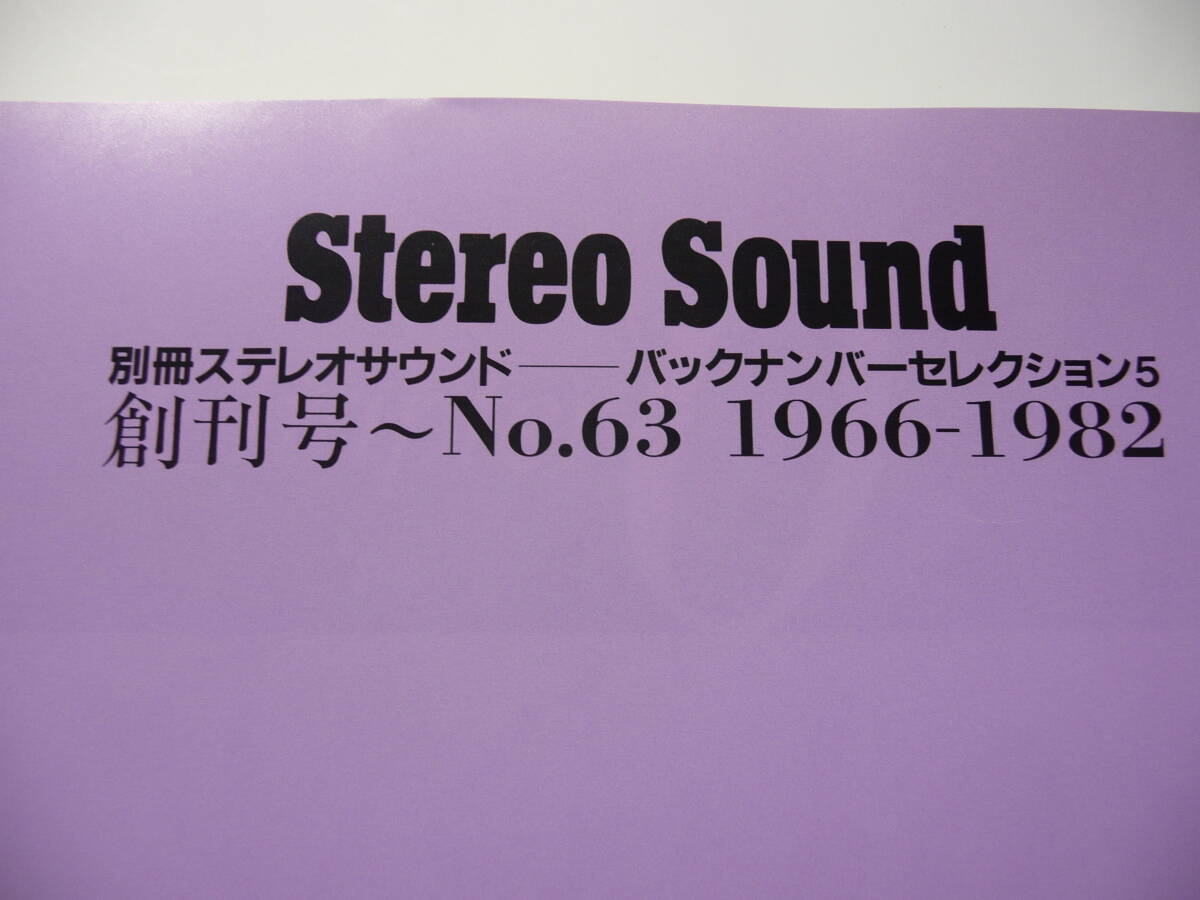 Stereo Sound
別冊ステレオサウンド――バックナンバーセレクション5
創刊号～No.63 1966-1982